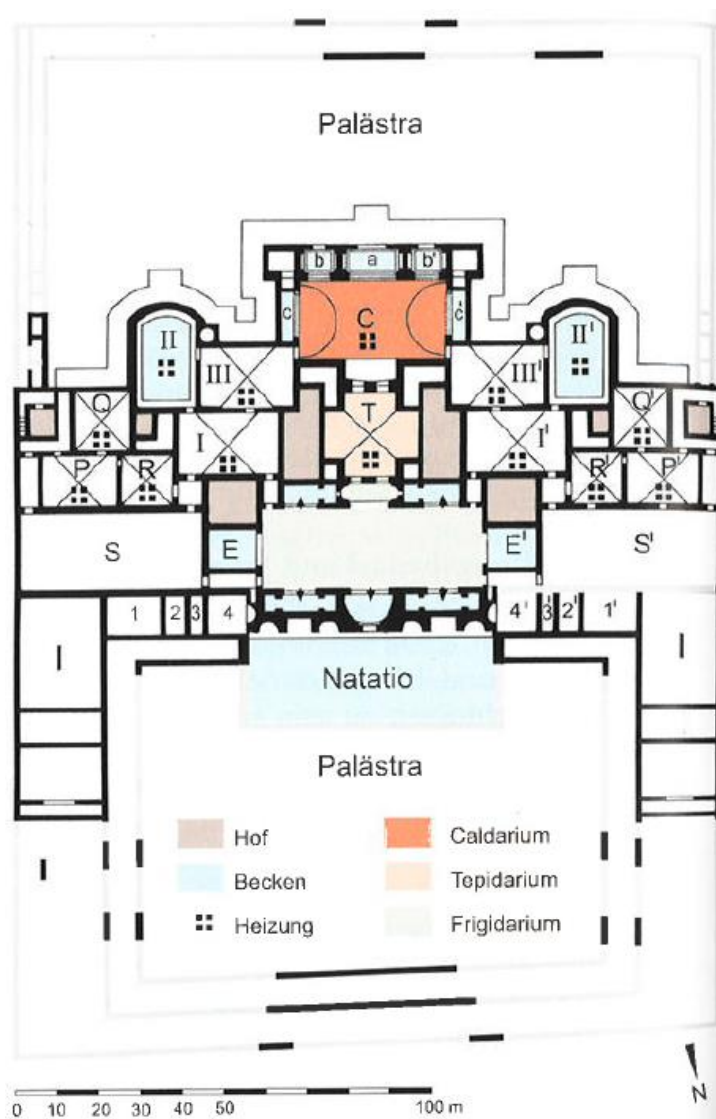 Palästra
b a b'
c C c'
II II'
III III'
T
Q Q'
I I'
P R R' P'
S E E' S'
1 2 3 4 4' 3' 2' 1'
I I
Natatio
Palästra
Hof Caldarium
Becken Tepidarium
Heizung Frigidarium
N
0 10 20 30 40 50 100 m